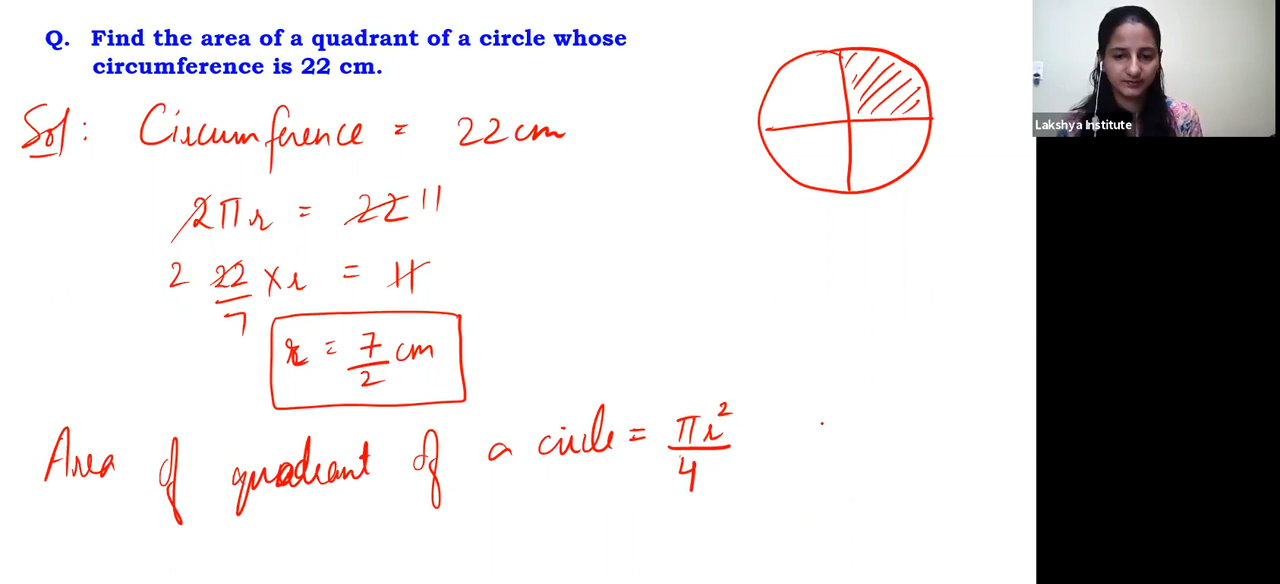 Q. Find the area of a quadrant of a circle whose
circumference is 22 cm.
Sol: Circumference = 22 cm
2πr = 22 11
2 22/7 × r = 11
r = 7/2 cm
Area of quadrant of a circle = πr²/4
Lakshya Institute